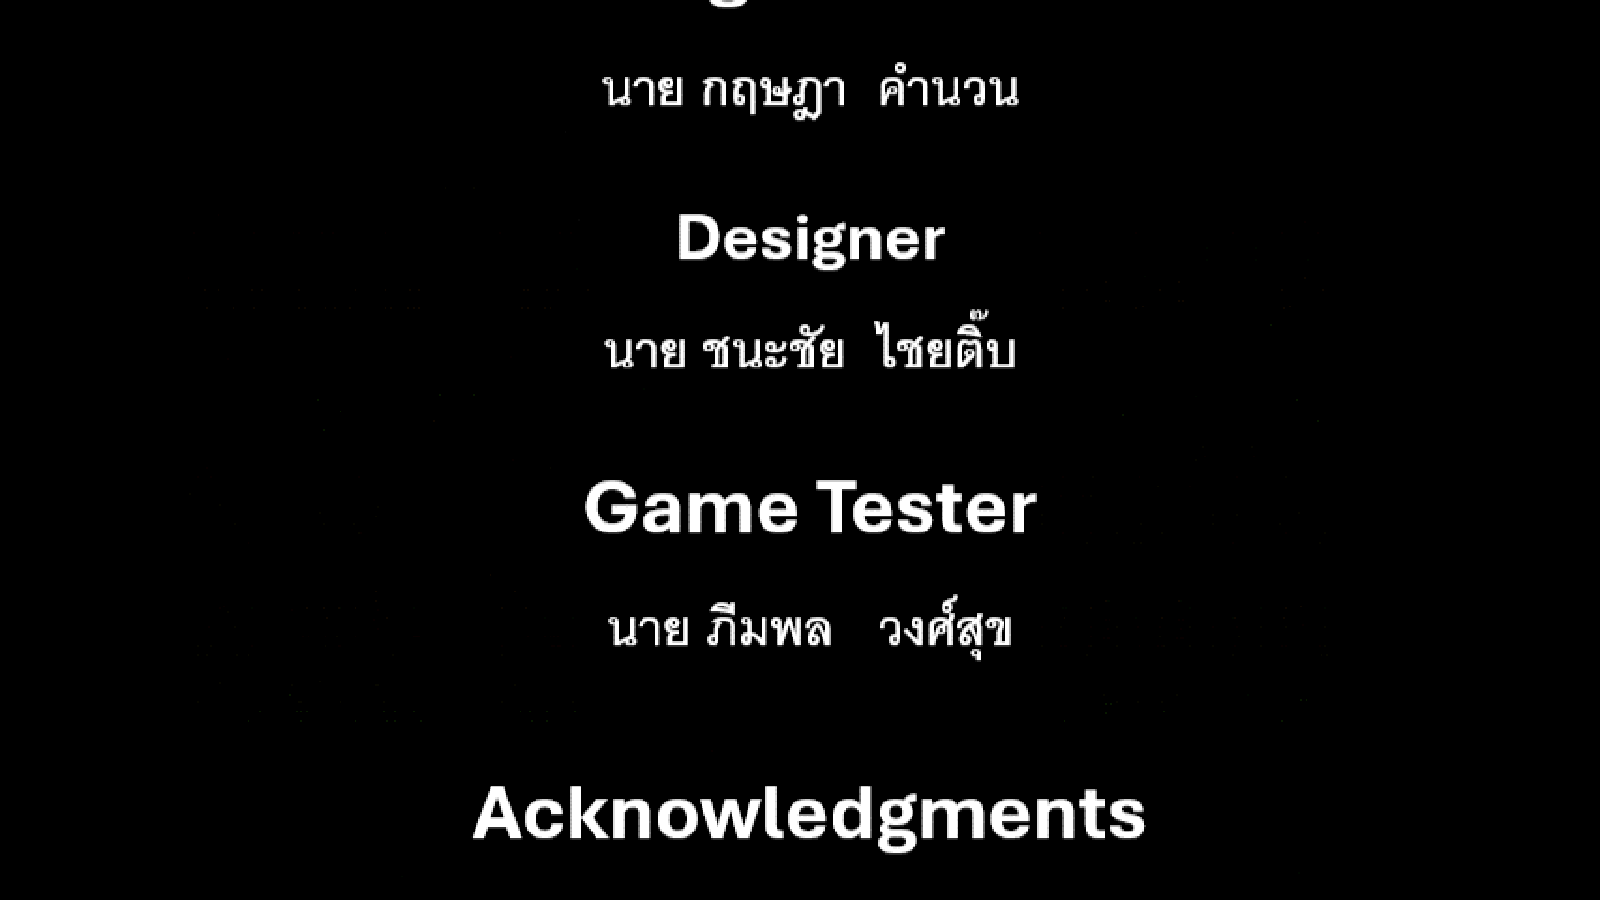 นาย กฤษฎา คำนวน
Designer
นาย ชนะชัย ไชยติ๊บ
Game Tester
นาย ภีมพล วงศ์สุข
Acknowledgments